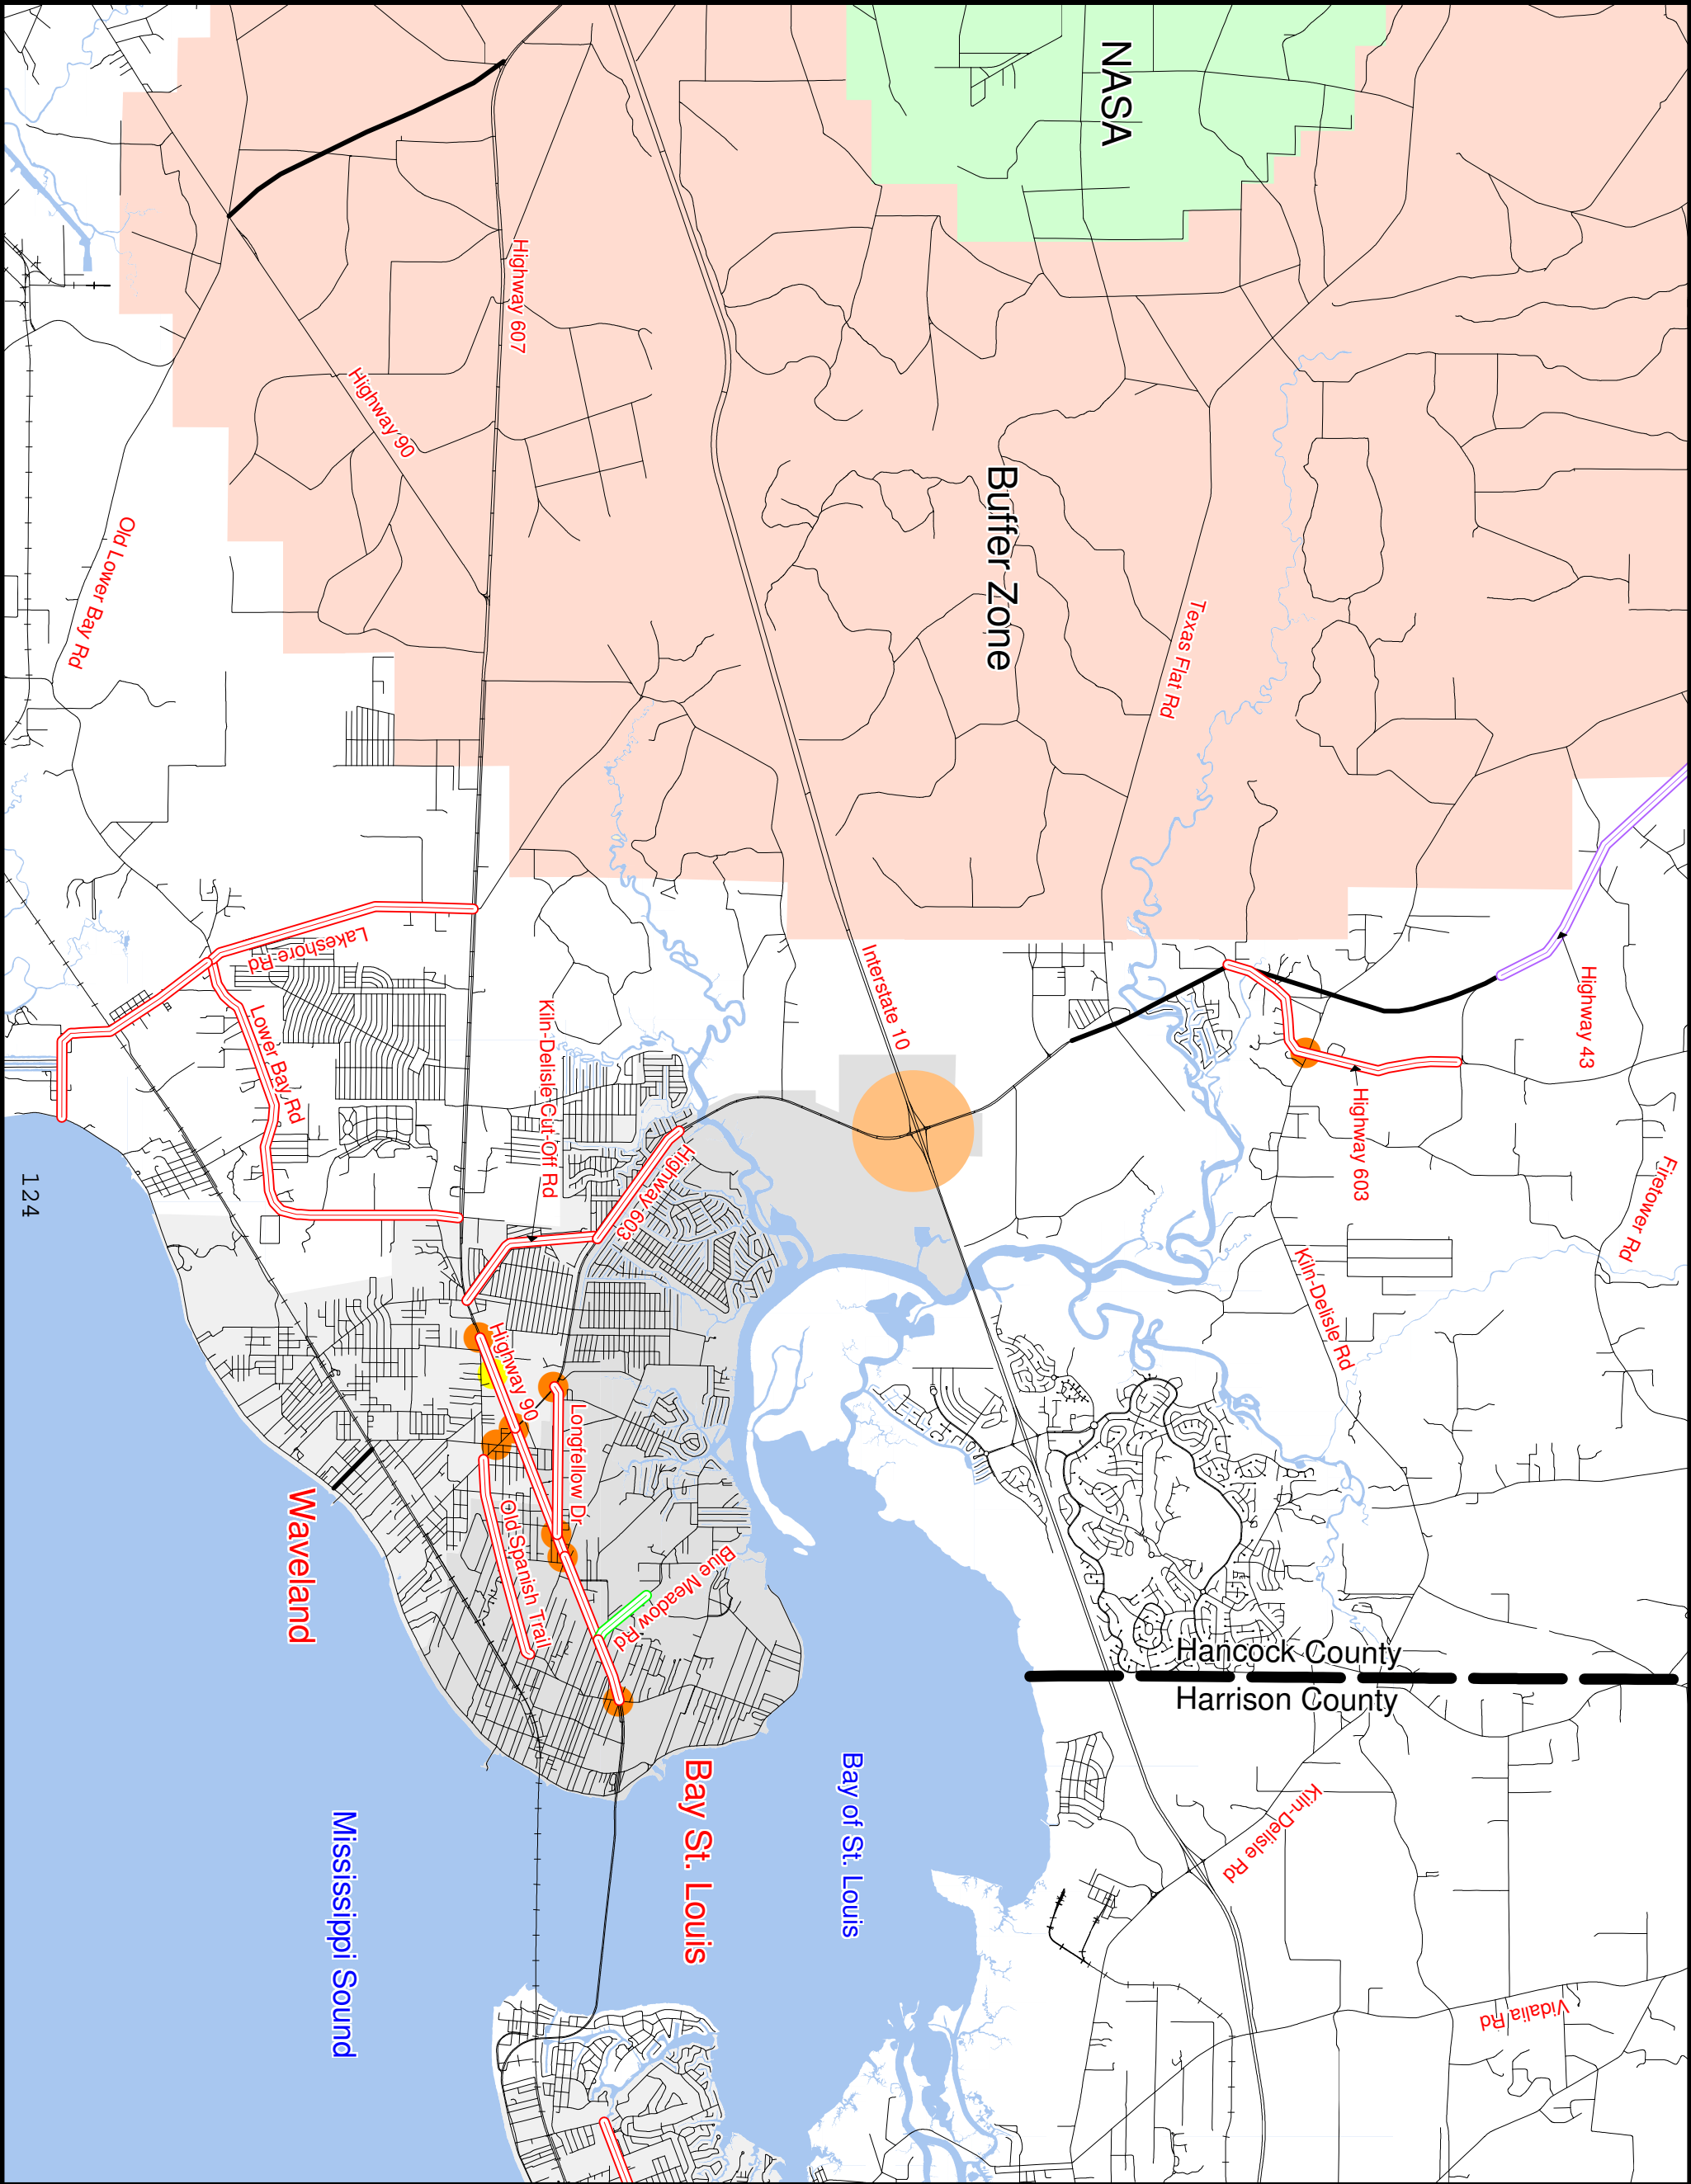 NASA
Highway 607
Highway 90
Buffer Zone
Texas Flat Rd
Old Lower Bay Rd
Highway 43
Interstate 10
Lakeshore Rd
Lower Bay Rd
Kiln-Delisle Cut-Off Rd
Highway 603
Highway 603
Firetower Rd
Kiln-Delisle Rd
124
Highway 90
Longfellow Dr
Old Spanish Trail
Blue Meadow Rd
Waveland
Hancock County
Harrison County
Bay St. Louis
Bay of St. Louis
Mississippi Sound
Kiln-Delisle Rd
Vidalia Rd